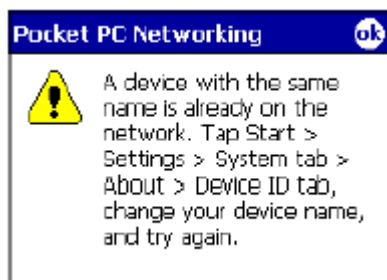 Pocket PC Networking ok
A device with the same
name is already on the
network. Tap Start >
Settings > System tab >
About > Device ID tab,
change your device name,
and try again.